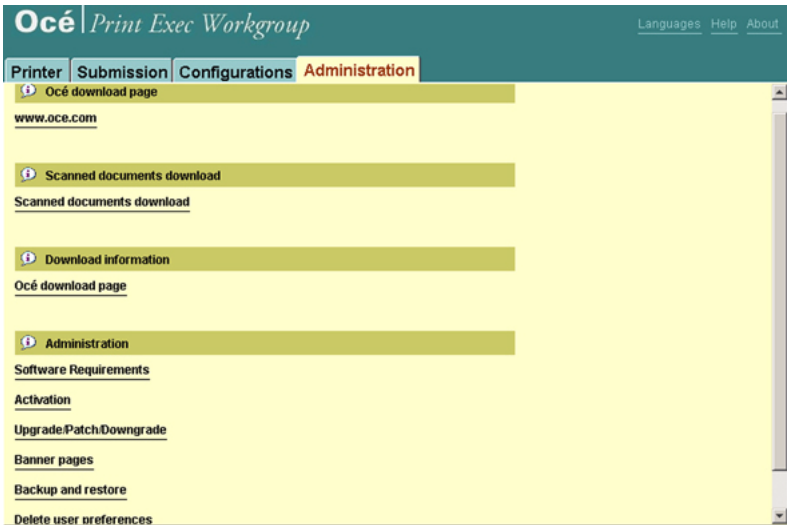 Océ Print Exec Workgroup
Languages Help About
Printer Submission Configurations Administration
Océ download page
www.oce.com
Scanned documents download
Scanned documents download
Download information
Océ download page
Administration
Software Requirements
Activation
Upgrade/Patch/Downgrade
Banner pages
Backup and restore
Delete user preferences